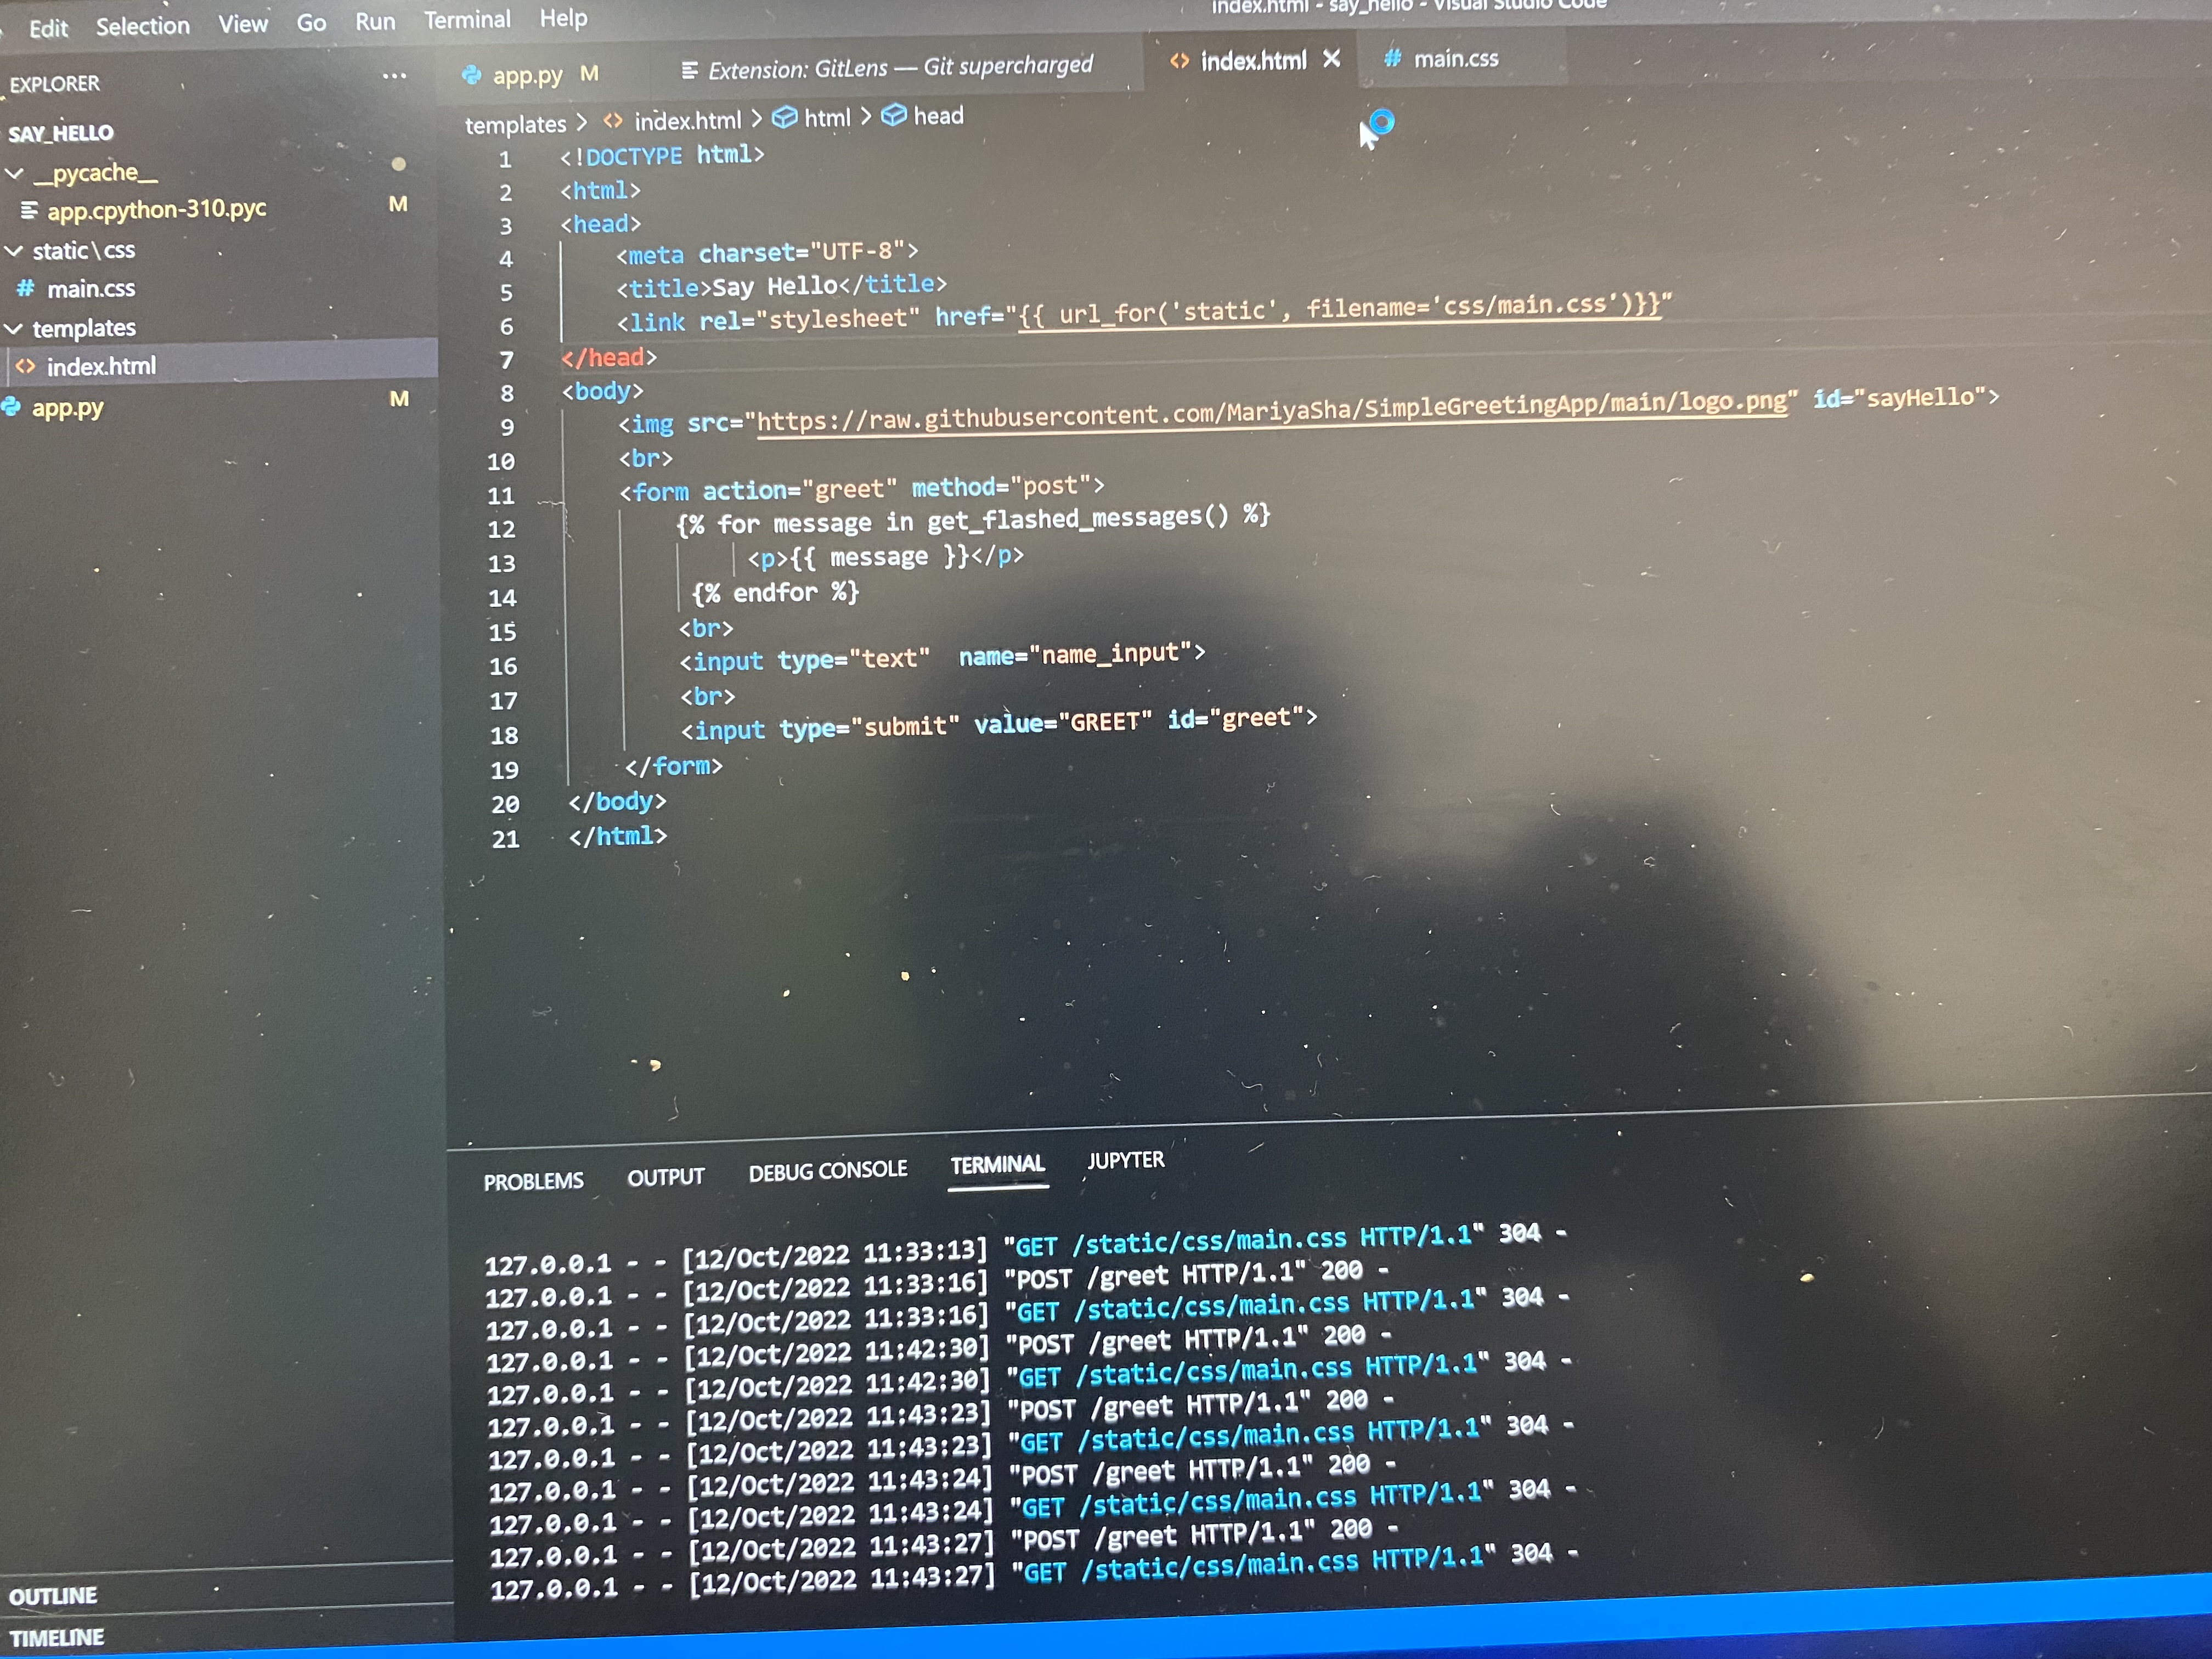 Edit Selection View Go Run Terminal Help
index.html - say_hello - Visual Studio Code
EXPLORER ...
SAY_HELLO
__pycache__
app.cpython-310.pyc M
static\css
# main.css
templates
<> index.html
app.py M
OUTLINE
TIMELINE
app.py M
Extension: GitLens — Git supercharged
<> index.html ×
# main.css
templates > <> index.html > html > head
1 <!DOCTYPE html>
2 <html>
3 <head>
4 <meta charset="UTF-8">
5 <title>Say Hello</title>
6 <link rel="stylesheet" href="{{ url_for('static', filename='css/main.css')}}"
7 </head>
8 <body>
9 <img src="https://raw.githubusercontent.com/MariyaSha/SimpleGreetingApp/main/logo.png" id="sayHello">
10 <br>
11 <form action="greet" method="post">
12 {% for message in get_flashed_messages() %}
13 <p>{{ message }}</p>
14 {% endfor %}
15 <br>
16 <input type="text"  name="name_input">
17 <br>
18 <input type="submit" value="GREET" id="greet">
19 </form>
20 </body>
21 </html>
PROBLEMS OUTPUT DEBUG CONSOLE TERMINAL JUPYTER
127.0.0.1 - - [12/Oct/2022 11:33:13] "GET /static/css/main.css HTTP/1.1" 304 -
127.0.0.1 - - [12/Oct/2022 11:33:16] "POST /greet HTTP/1.1" 200 -
127.0.0.1 - - [12/Oct/2022 11:33:16] "GET /static/css/main.css HTTP/1.1" 304 -
127.0.0.1 - - [12/Oct/2022 11:42:30] "POST /greet HTTP/1.1" 200 -
127.0.0.1 - - [12/Oct/2022 11:42:30] "GET /static/css/main.css HTTP/1.1" 304 -
127.0.0.1 - - [12/Oct/2022 11:43:23] "POST /greet HTTP/1.1" 200 -
127.0.0.1 - - [12/Oct/2022 11:43:23] "GET /static/css/main.css HTTP/1.1" 304 -
127.0.0.1 - - [12/Oct/2022 11:43:24] "POST /greet HTTP/1.1" 200 -
127.0.0.1 - - [12/Oct/2022 11:43:24] "GET /static/css/main.css HTTP/1.1" 304 -
127.0.0.1 - - [12/Oct/2022 11:43:27] "POST /greet HTTP/1.1" 200 -
127.0.0.1 - - [12/Oct/2022 11:43:27] "GET /static/css/main.css HTTP/1.1" 304 -